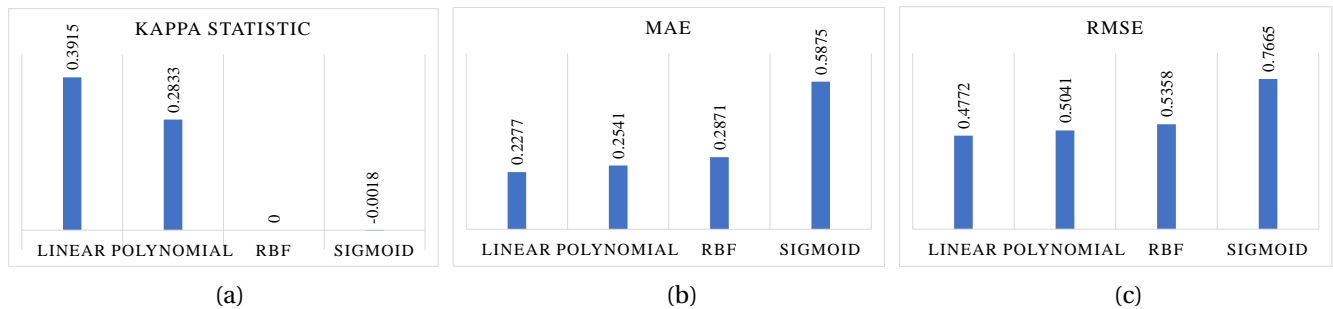 KAPPA STATISTIC
0.3915
0.2833
0
-0.0018
LINEAR POLYNOMIAL RBF SIGMOID
(a)
MAE
0.2277
0.2541
0.2871
0.5875
LINEAR POLYNOMIAL RBF SIGMOID
(b)
RMSE
0.4772
0.5041
0.5358
0.7665
LINEAR POLYNOMIAL RBF SIGMOID
(c)